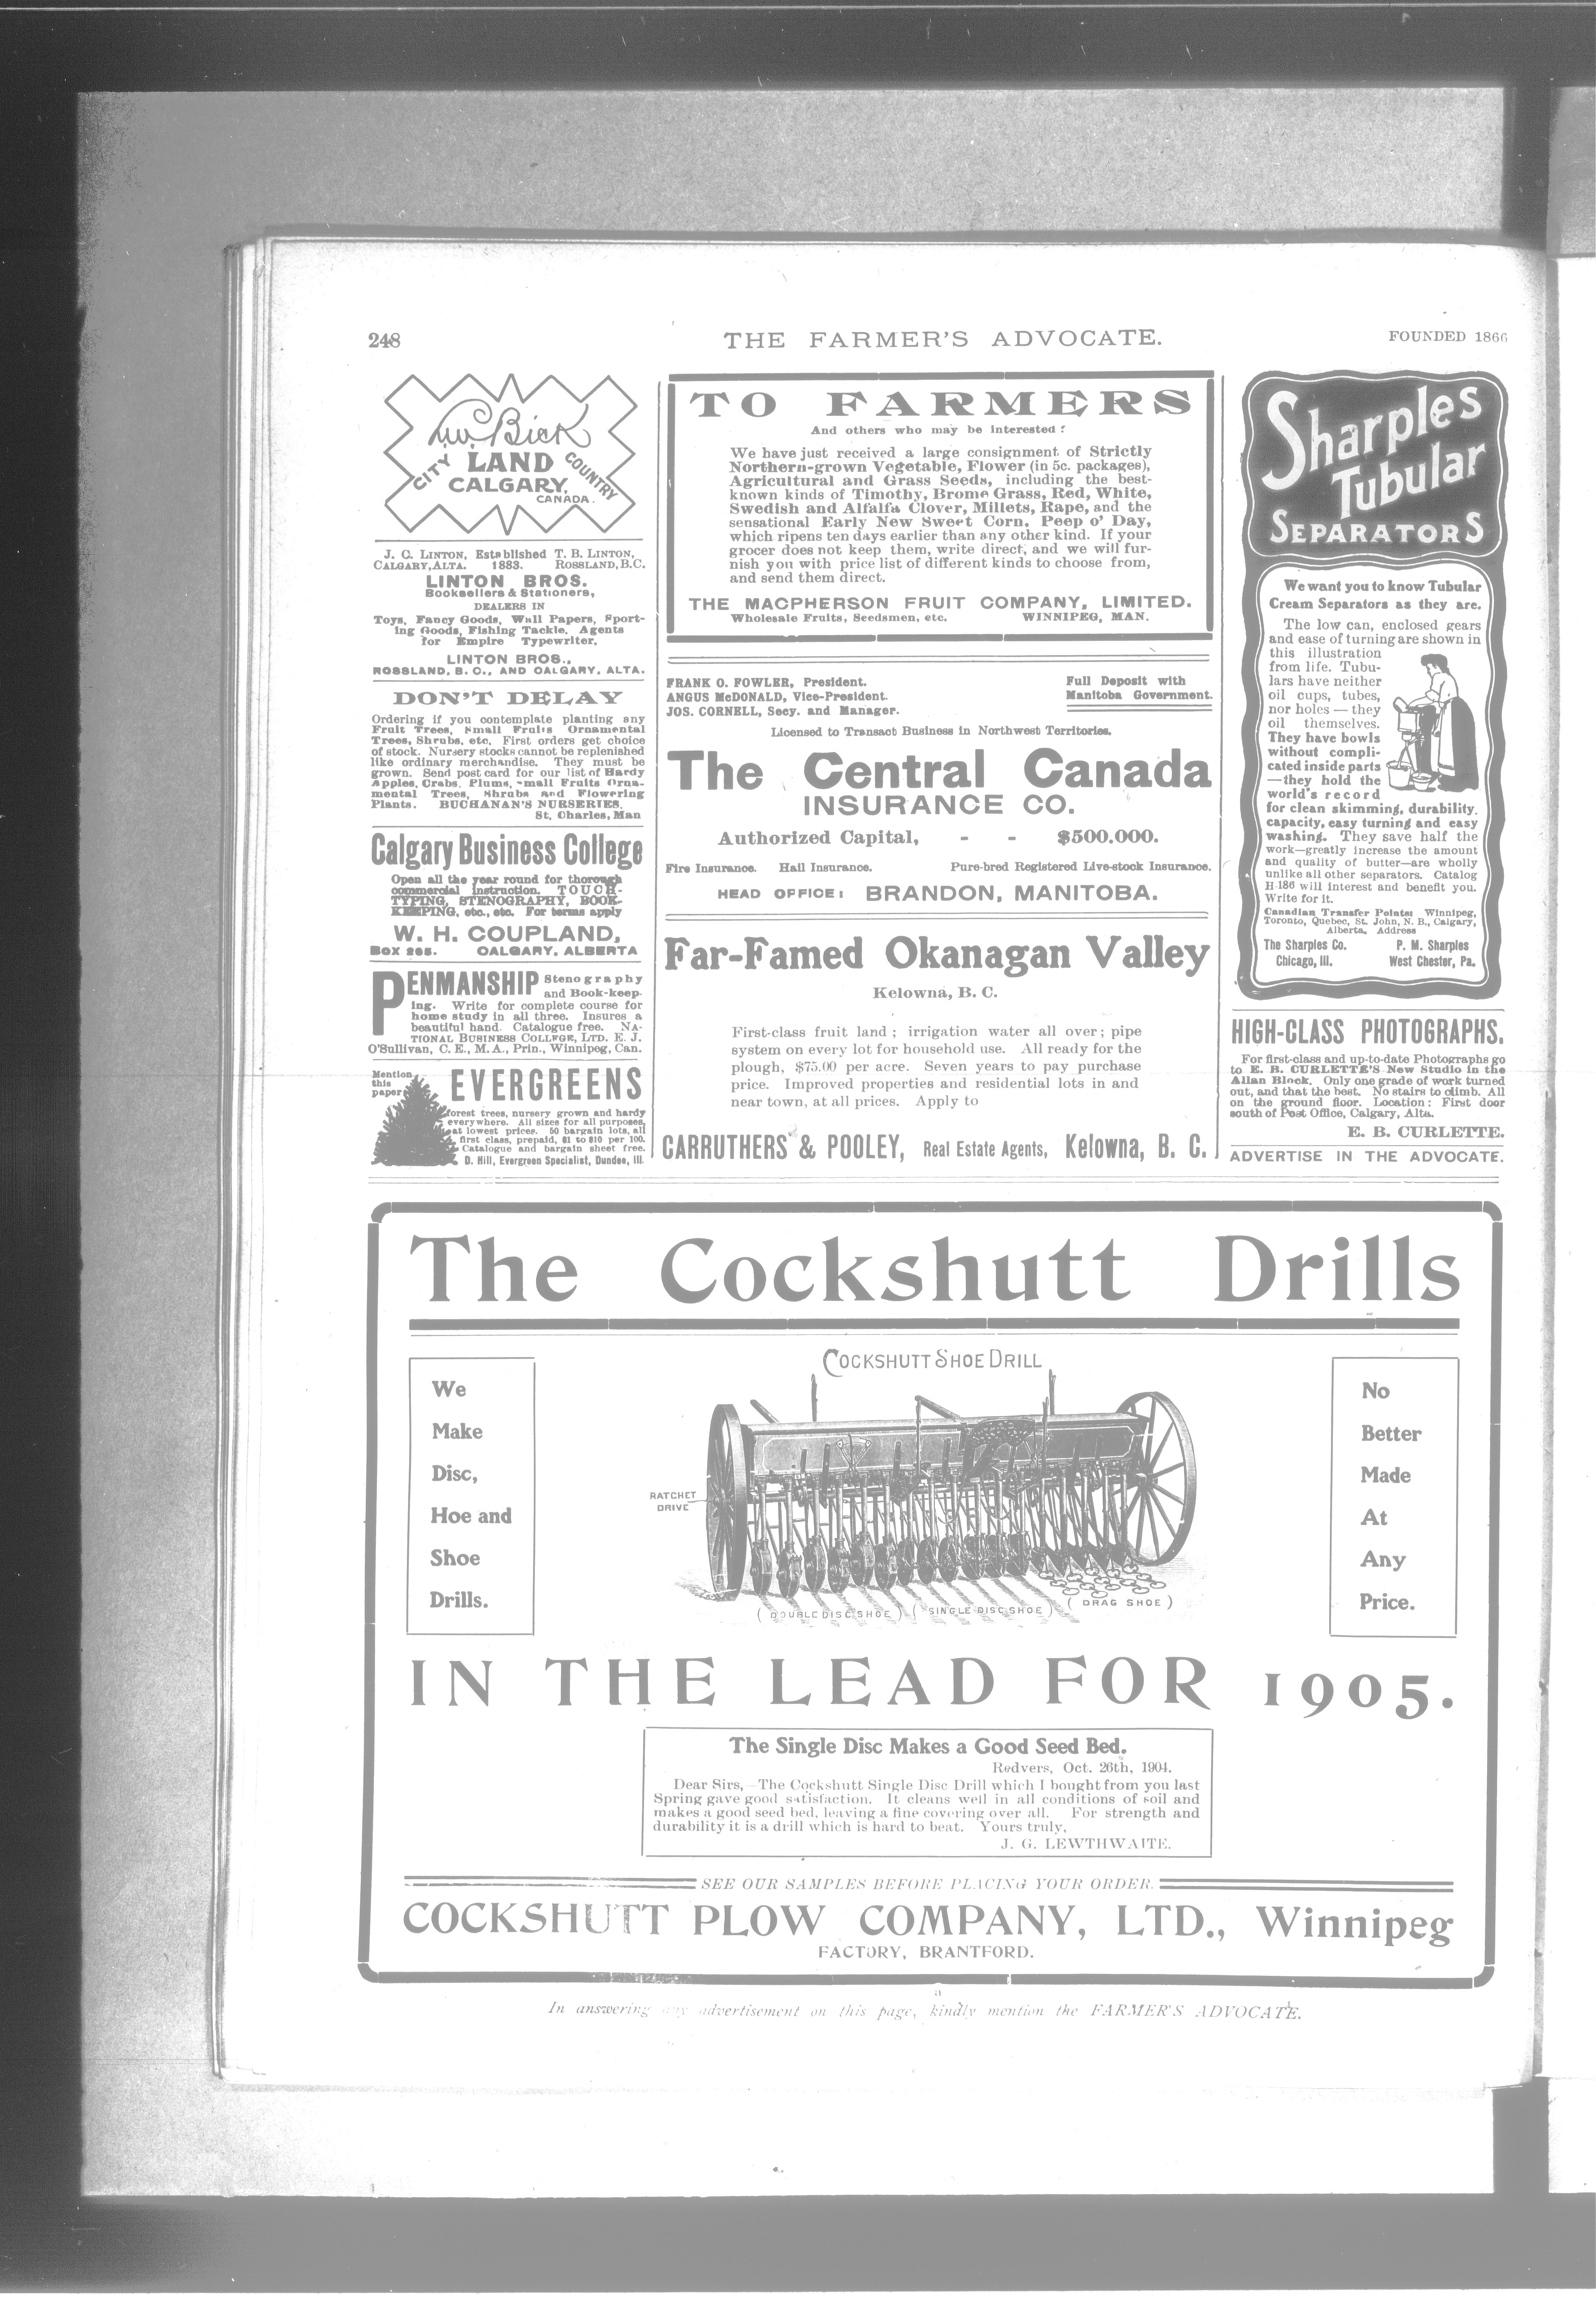 248
THE FARMER'S ADVOCATE.
FOUNDED 1866
CITY LAND COUNTRY
CALGARY,
CANADA.
J. C. LINTON, Established T. B. LINTON,
CALGARY, ALTA. 1883. ROSSLAND, B.C.
LINTON BROS.
Booksellers & Stationers,
DEALERS IN
Toys, Fancy Goods, Wall Papers, Sport-
ing Goods, Fishing Tackle. Agents
for Empire Typewriter.
LINTON BROS.,
ROSSLAND, B. C., AND CALGARY, ALTA.
DON'T DELAY
Ordering if you contemplate planting any
Fruit Trees, Small Fruits Ornamental
Trees, Shrubs, etc. First orders get choice
of stock. Nursery stocks cannot be replenished
like ordinary merchandise. They must be
grown. Send post card for our list of Hardy
Apples, Crabs, Plums, Small Fruits Orna-
mental Trees, Shrubs and Flowering
Plants. BUCHANAN'S NURSERIES,
St. Charles, Man
Calgary Business College
Open all the year round for thorough
commercial instruction. TOUCH-
TYPING, STENOGRAPHY, BOOK-
KEEPING, etc., etc. For terms apply
W. H. COUPLAND,
BOX 265. CALGARY, ALBERTA
PENMANSHIP Stenography
and Book-keep-
ing. Write for complete course for
home study in all three. Insures a
beautiful hand. Catalogue free. NA-
TIONAL BUSINESS COLLEGE, LTD. E. J.
O'Sullivan, C. E., M. A., Prin., Winnipeg, Can.
Mention
this
paper
EVERGREENS
forest trees, nursery grown and hardy
everywhere. All sizes for all purposes,
at lowest prices. 50 bargain lots, all
first class, prepaid, $1 to $10 per 100.
Catalogue and bargain sheet free.
D. Hill, Evergreen Specialist, Dundee, Ill.
TO FARMERS
And others who may be interested:
We have just received a large consignment of Strictly
Northern-grown Vegetable, Flower (in 5c. packages),
Agricultural and Grass Seeds, including the best-
known kinds of Timothy, Brome Grass, Red, White,
Swedish and Alfalfa Clover, Millets, Rape, and the
sensational Early New Sweet Corn, Peep o' Day,
which ripens ten days earlier than any other kind. If your
grocer does not keep them, write direct, and we will fur-
nish you with price list of different kinds to choose from,
and send them direct.
THE MACPHERSON FRUIT COMPANY, LIMITED.
Wholesale Fruits, Seedsmen, etc. WINNIPEG, MAN.
FRANK O. FOWLER, President.
ANGUS McDONALD, Vice-President.
JOS. CORNELL, Secy. and Manager.
Full Deposit with
Manitoba Government.
Licensed to Transact Business in Northwest Territories.
The Central Canada
INSURANCE CO.
Authorized Capital, - - $500.000.
Fire Insurance. Hail Insurance. Pure-bred Registered Live-stock Insurance.
HEAD OFFICE: BRANDON, MANITOBA.
Far-Famed Okanagan Valley
Kelowna, B. C.
First-class fruit land; irrigation water all over; pipe
system on every lot for household use. All ready for the
plough, $75.00 per acre. Seven years to pay purchase
price. Improved properties and residential lots in and
near town, at all prices. Apply to
CARRUTHERS & POOLEY, Real Estate Agents, Kelowna, B. C.
Sharples
Tubular
SEPARATORS
We want you to know Tubular
Cream Separators as they are.
The low can, enclosed gears
and ease of turning are shown in
this illustration
from life. Tubu-
lars have neither
oil cups, tubes,
nor holes — they
oil themselves.
They have bowls
without compli-
cated inside parts
—they hold the
world's record
for clean skimming, durability,
capacity, easy turning and easy
washing. They save half the
work—greatly increase the amount
and quality of butter—are wholly
unlike all other separators. Catalog
H-186 will interest and benefit you.
Write for it.
Canadian Transfer Points: Winnipeg,
Toronto, Quebec, St. John, N. B., Calgary,
Alberta. Address
The Sharples Co. P. M. Sharples
Chicago, Ill. West Chester, Pa.
HIGH-CLASS PHOTOGRAPHS.
For first-class and up-to-date Photographs go
to E. B. CURLETTE'S New Studio in the
Allan Block. Only one grade of work turned
out, and that the best. No stairs to climb. All
on the ground floor. Location: First door
south of Post Office, Calgary, Alta.
E. B. CURLETTE.
ADVERTISE IN THE ADVOCATE.
The Cockshutt Drills
We
Make
Disc,
Hoe and
Shoe
Drills.
COCKSHUTT SHOE DRILL
RATCHET
DRIVE
(DOUBLE DISC SHOE) (SINGLE DISC SHOE) (DRAG SHOE)
No
Better
Made
At
Any
Price.
IN THE LEAD FOR 1905.
The Single Disc Makes a Good Seed Bed.
Redvers, Oct. 26th, 1904.
Dear Sirs,—The Cockshutt Single Disc Drill which I bought from you last
Spring gave good satisfaction. It cleans well in all conditions of soil and
makes a good seed bed, leaving a fine covering over all. For strength and
durability it is a drill which is hard to beat. Yours truly,
J. G. LEWTHWAITE.
SEE OUR SAMPLES BEFORE PLACING YOUR ORDER.
COCKSHUTT PLOW COMPANY, LTD., Winnipeg
FACTORY, BRANTFORD.
In answering any advertisement on this page, kindly mention the FARMER'S ADVOCATE.